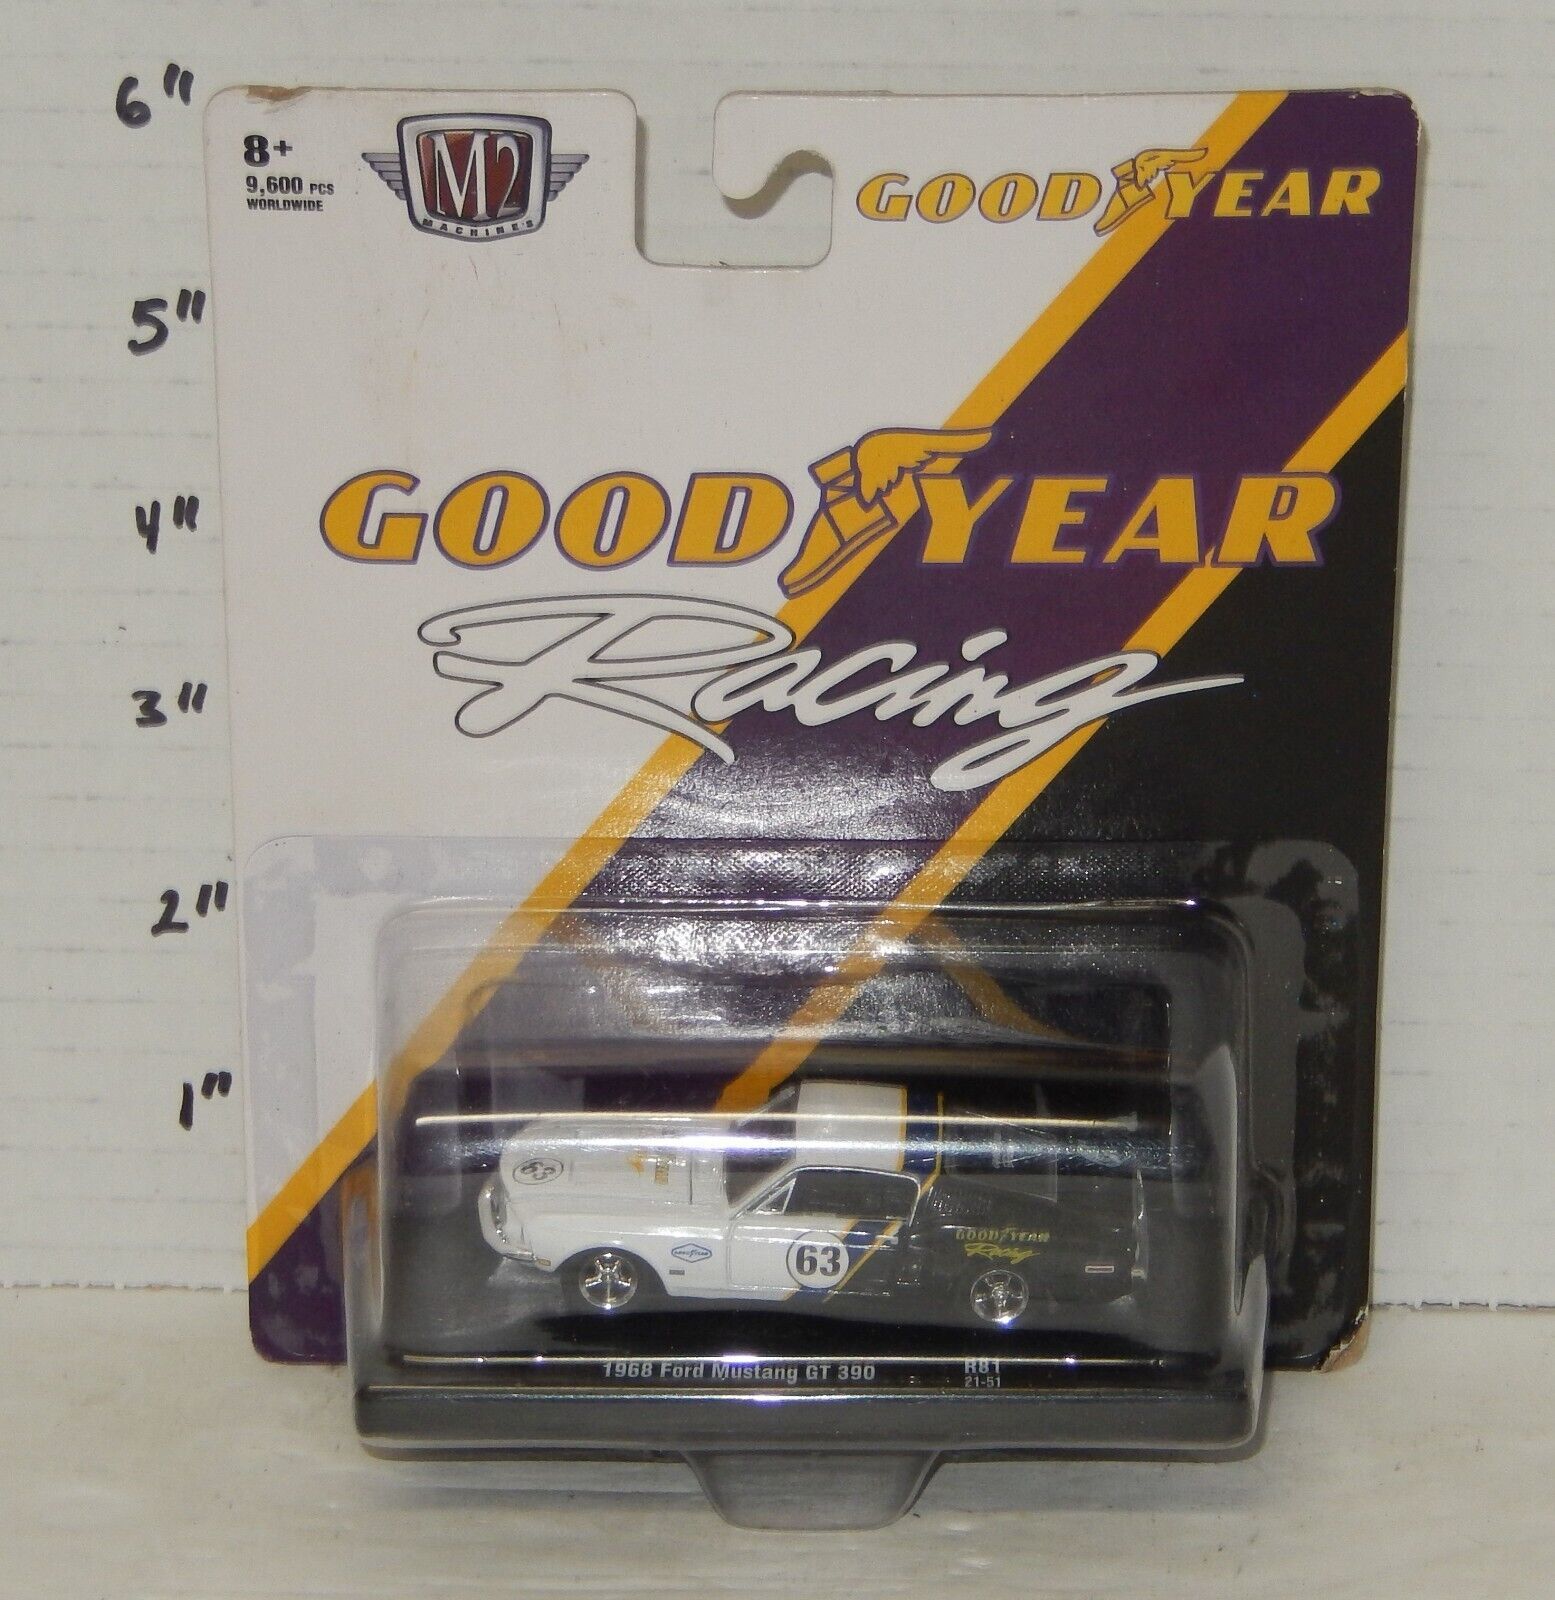 6"
5"
4"
3"
2"
1"
8+
9,600 PCS
WORLDWIDE
M2
MACHINES
GOODYEAR
GOODYEAR
Racing
63
GOODYEAR
63
GOODYEAR
Racing
1968 Ford Mustang GT 390
R81
21-51